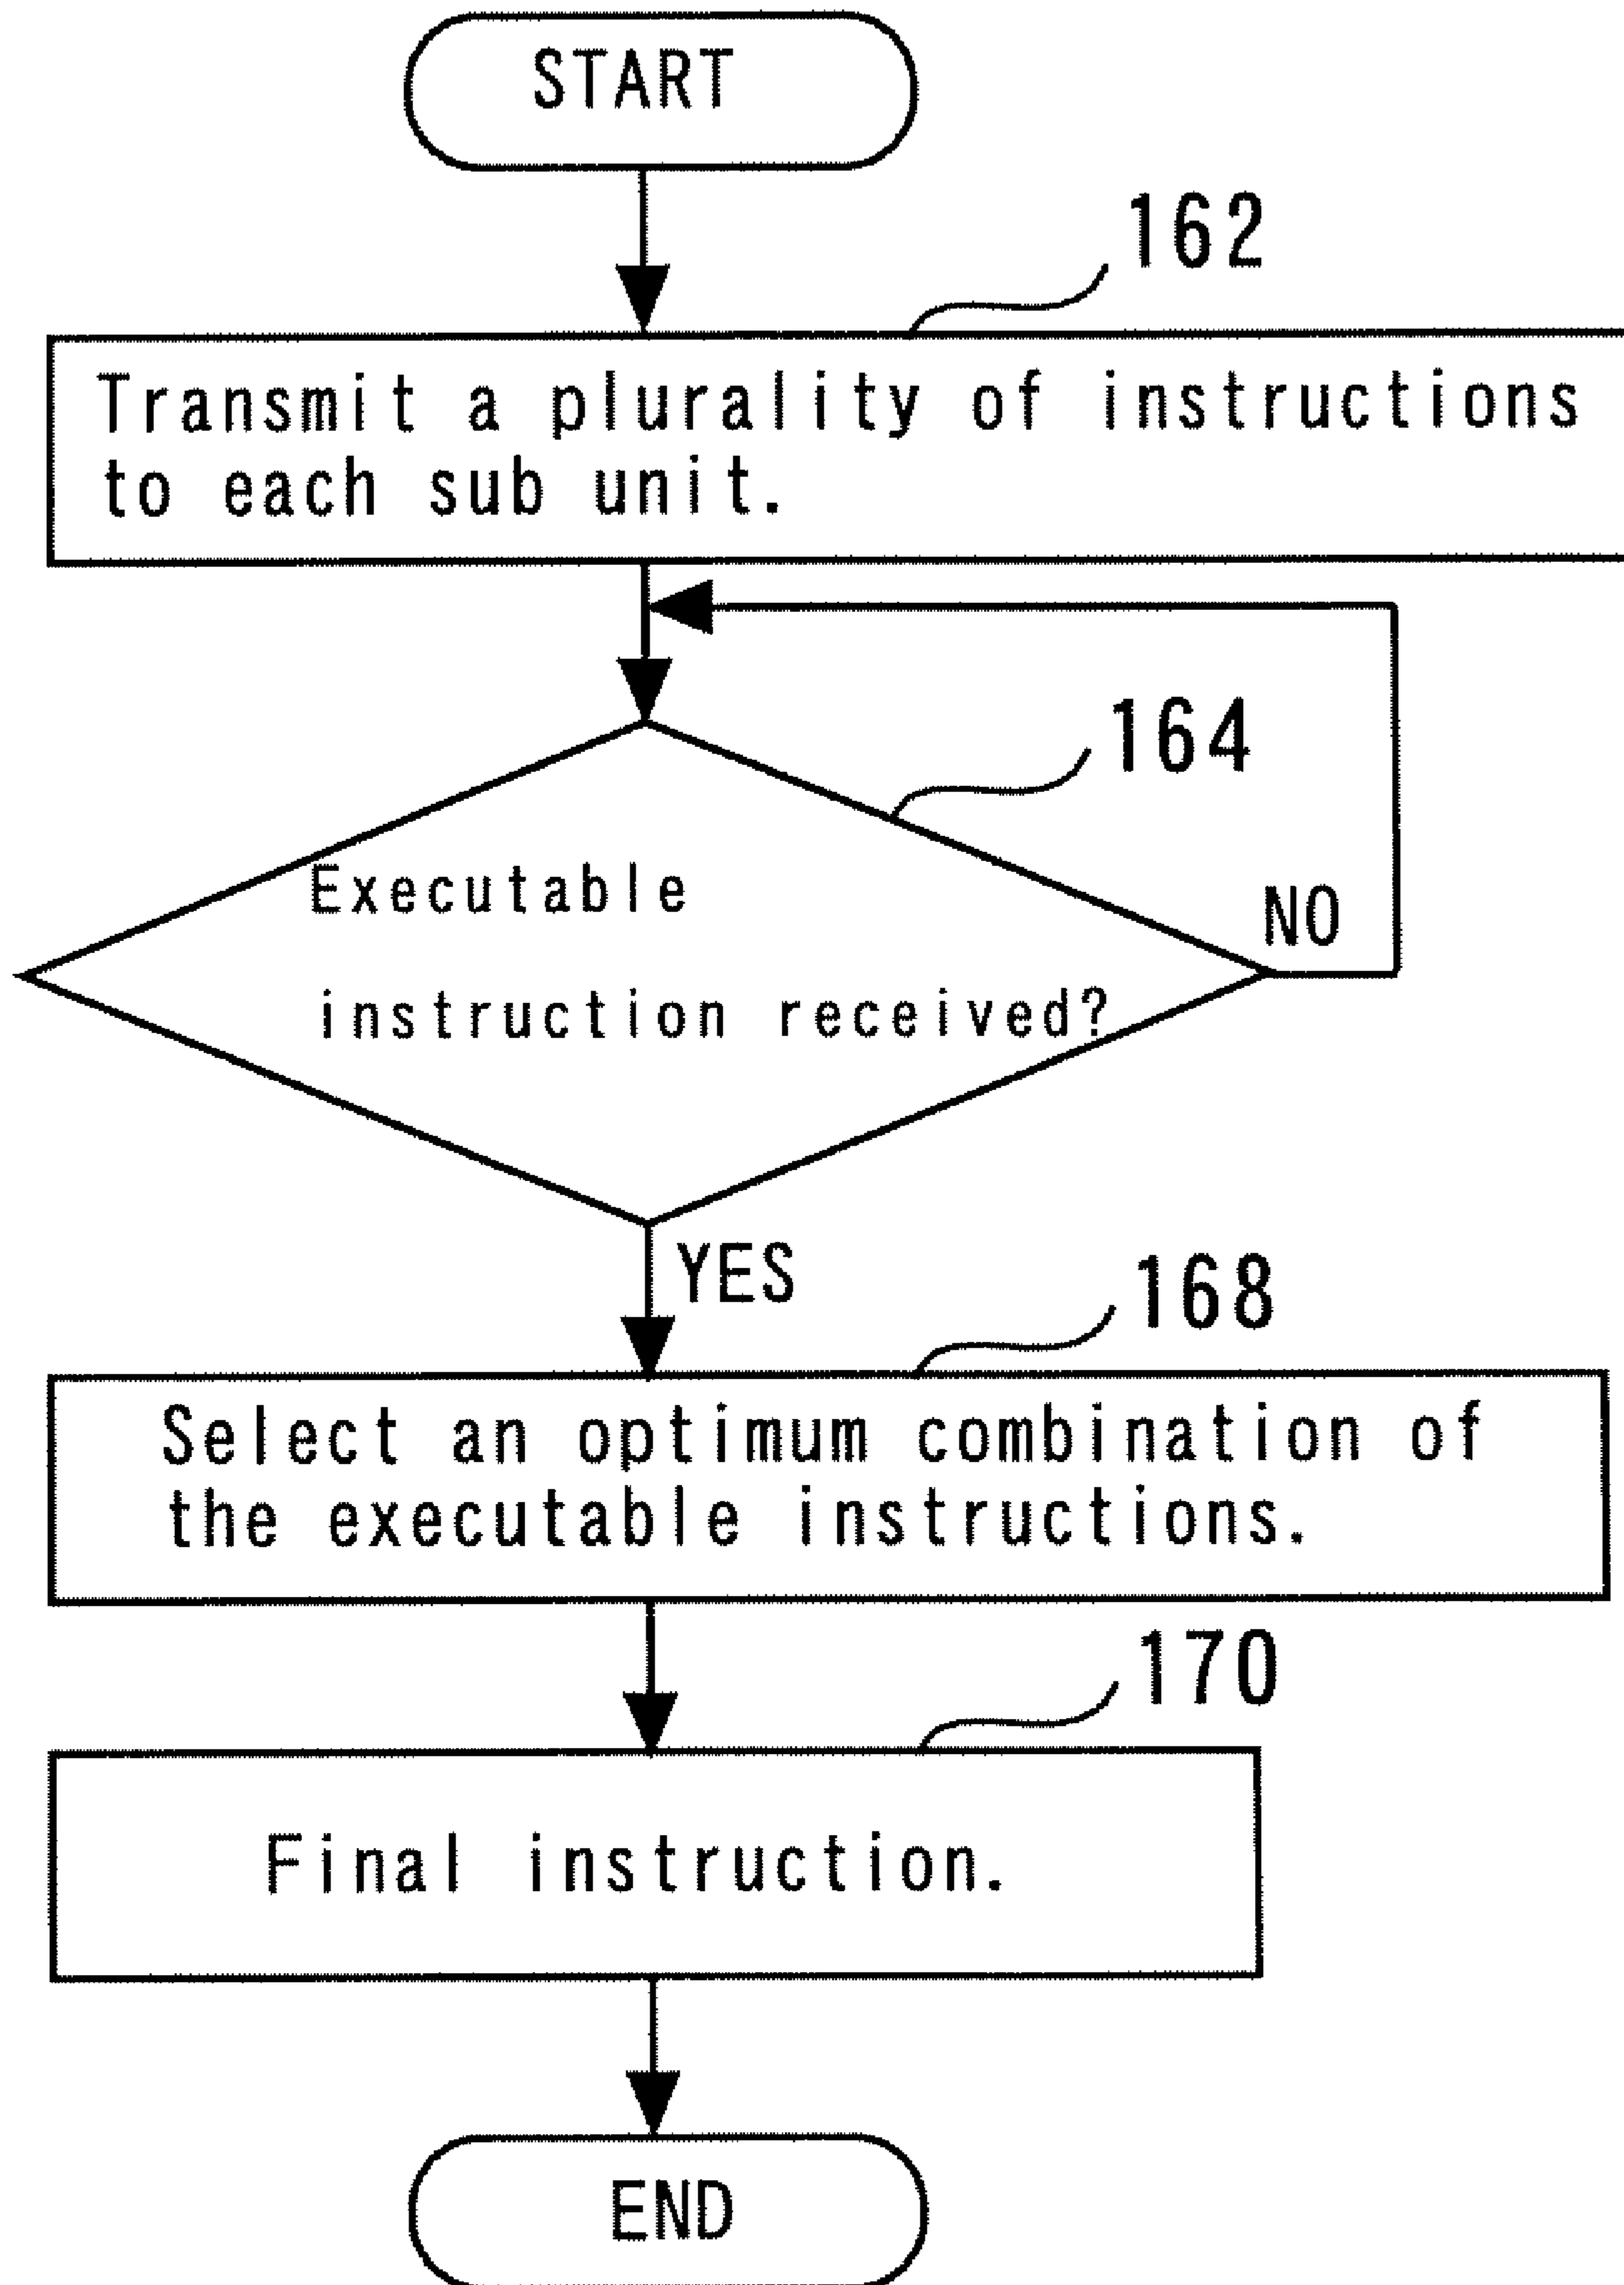 START
162
Transmit a plurality of instructions
to each sub unit.
164
Executable
NO
instruction received?
YES
168
Select an optimum combination of
the executable instructions.
170
Final instruction.
END